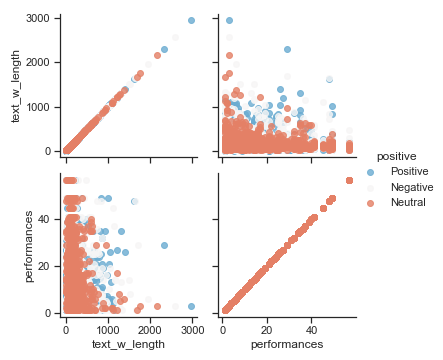 3000
2000
1000
0
text_w_length
positive
Positive
Negative
Neutral
40
20
0
performances
0 1000 2000 3000
text_w_length
0 20 40
performances